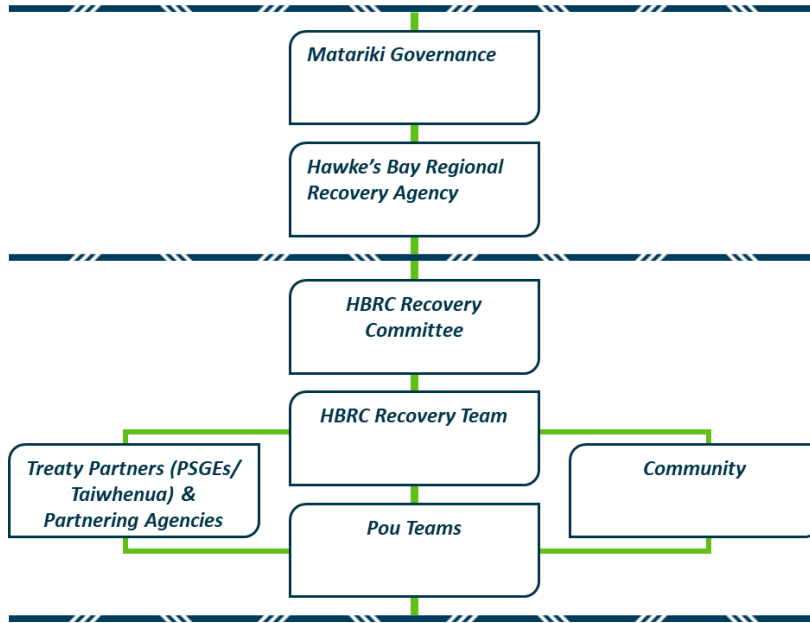 Matariki Governance
Hawke's Bay Regional
Recovery Agency
HBRC Recovery
Committee
HBRC Recovery Team
Treaty Partners (PSGEs/
Taiwhenua) &
Partnering Agencies
Community
Pou Teams